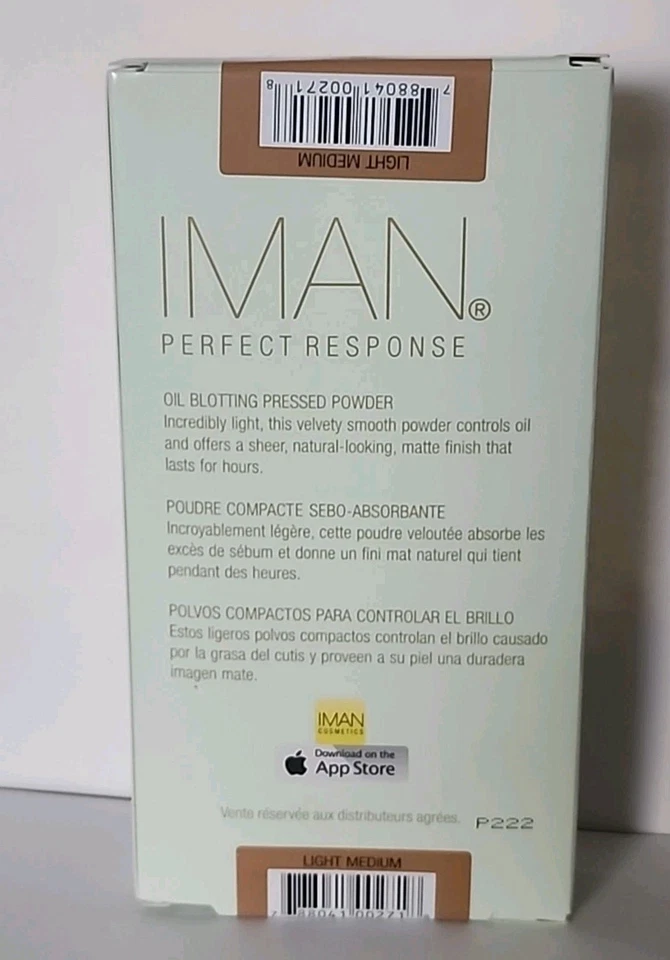 7 88041 00271 8
LIGHT MEDIUM
IMAN®
PERFECT RESPONSE
OIL BLOTTING PRESSED POWDER
Incredibly light, this velvety smooth powder controls oil
and offers a sheer, natural-looking, matte finish that
lasts for hours.
POUDRE COMPACTE SEBO-ABSORBANTE
Incroyablement légère, cette poudre veloutée absorbe les
excès de sébum et donne un fini mat naturel qui tient
pendant des heures.
POLVOS COMPACTOS PARA CONTROLAR EL BRILLO
Estos ligeros polvos compactos controlan el brillo causado
por la grasa del cutis y proveen a su piel una duradera
imagen mate.
IMAN
COSMETICS
Download on the
App Store
Vente réservée aux distributeurs agréées.
P222
LIGHT MEDIUM
7 88041 00271